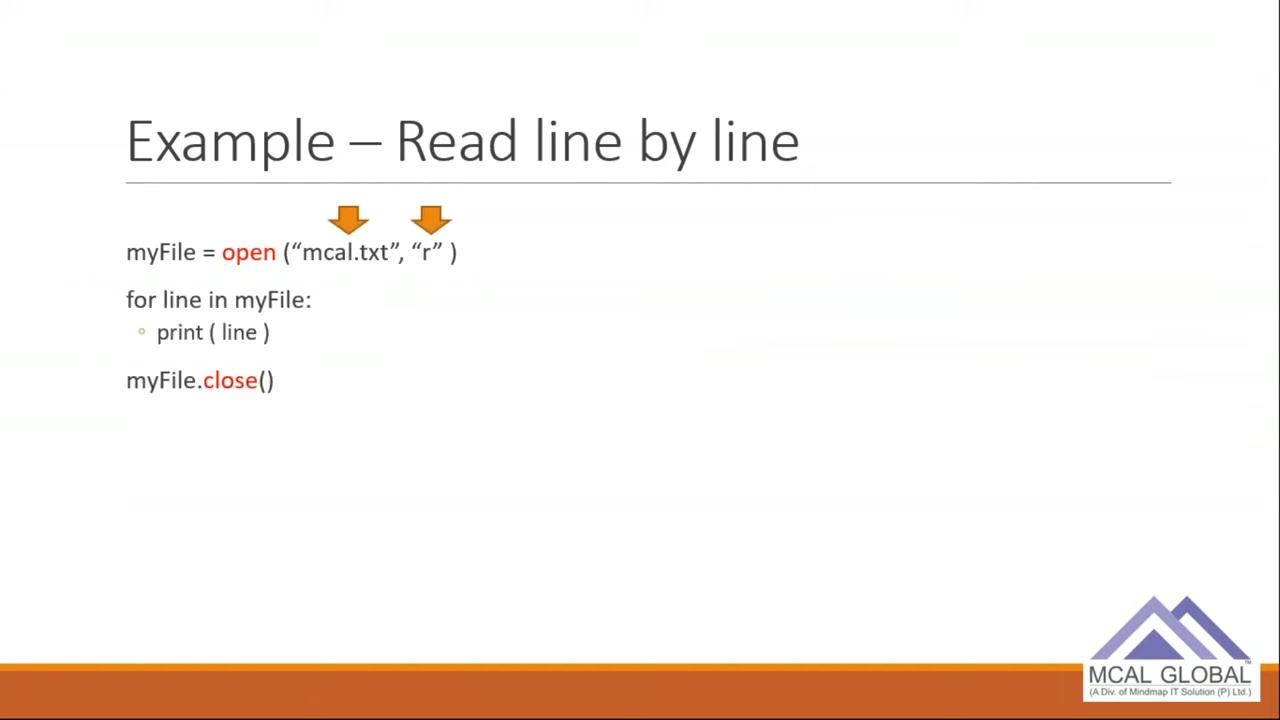 Example – Read line by line
myFile = open (“mcal.txt”, “r” )
for line in myFile:
◦ print ( line )
myFile.close()
MCAL GLOBAL™
(A Div. of Mindmap IT Solution (P) Ltd.)